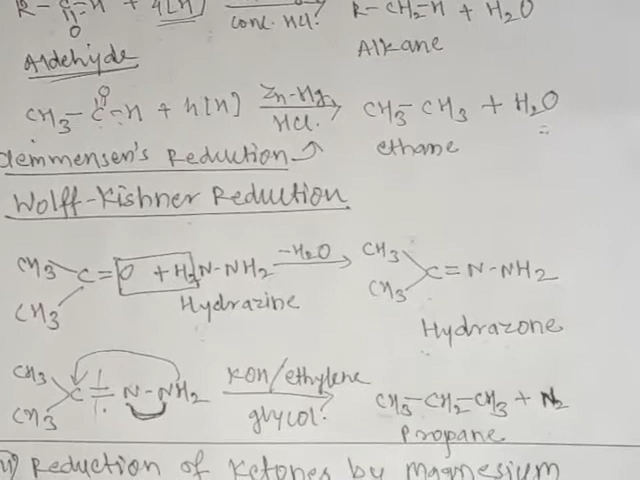 R-C-H + 4[H] conc. HCl. R-CH2-H + H2O
O
Aldehyde Alkane
O
CH3-C-H + 4[H] Zn-Hg HCl. CH3-CH3 + H2O
Clemmensen's Reduction ethane
Wolff-Kishner Reduction
CH3 C=O + H2N-NH2 -H2O CH3 C=N-NH2
CH3 Hydrazine CH3
Hydrazone
CH3 C=N-NH2 KOH/ethylene CH3-CH2-CH3 + N2
CH3 glycol. Propane
Reduction of Ketones by magnesium